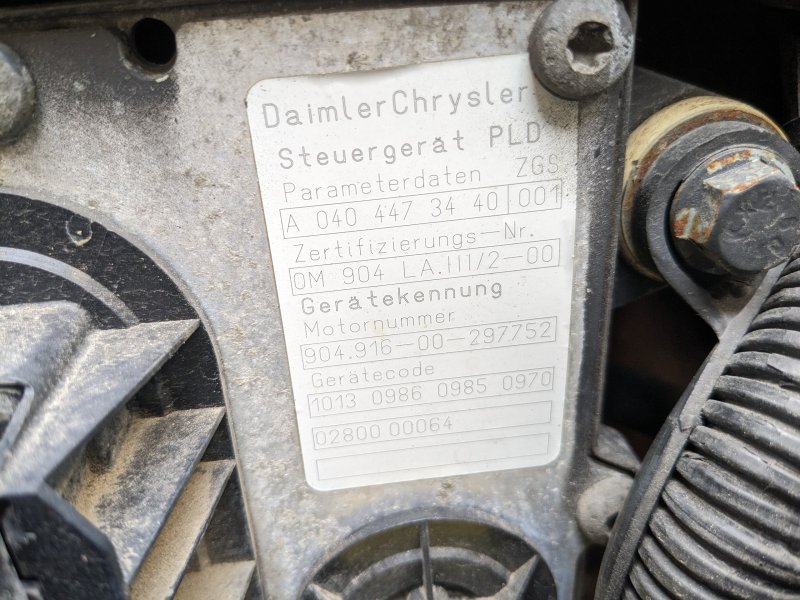 DaimlerChrysler
Steuergerät PLD
Parameterdaten ZGS
A 040 447 34 40 001
Zertifizierungs-Nr.
OM 904 LA.III/2-00
Gerätekennung
Motornummer
904.916-00-297752
Gerätecode
1013 0986 0985 0970
02800 00064